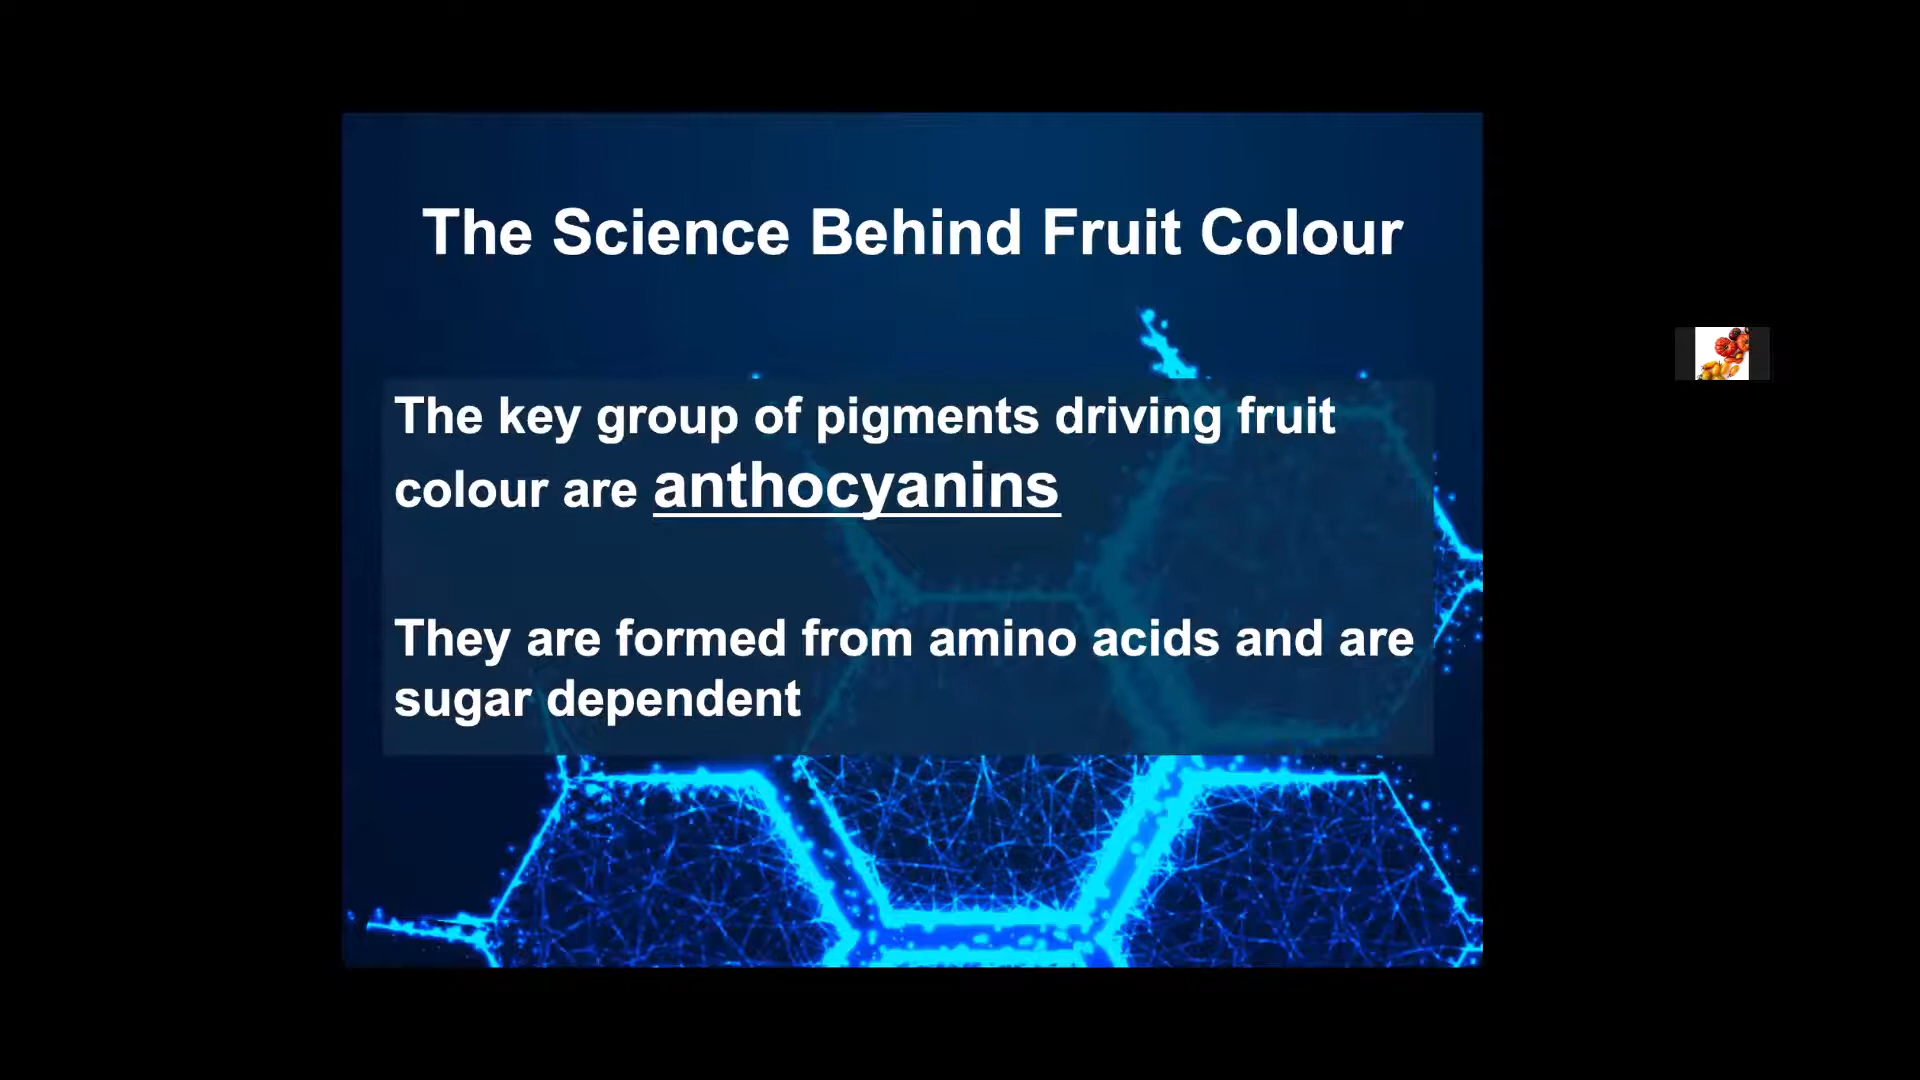 The Science Behind Fruit Colour
The key group of pigments driving fruit
colour are anthocyanins
They are formed from amino acids and are
sugar dependent